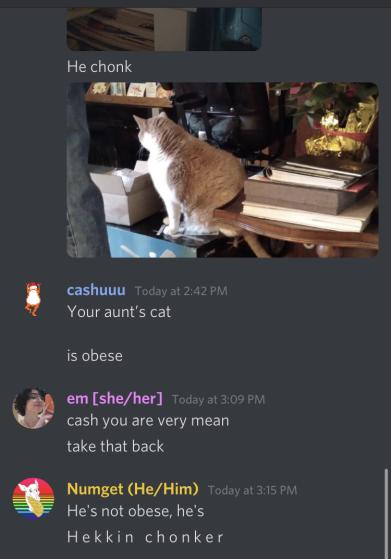 He chonk
cashuuu Today at 2:42 PM
Your aunt's cat
is obese
em [she/her] Today at 3:09 PM
cash you are very mean
take that back
Numget (He/Him) Today at 3:15 PM
He's not obese, he's
H e k k i n  c h o n k e r